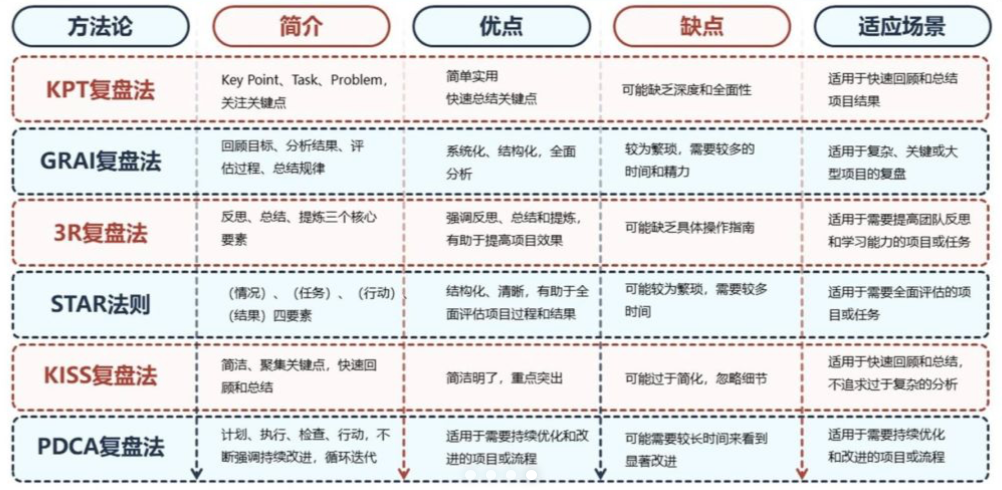 方法论
简介
优点
缺点
适应场景
KPT复盘法
Key Point、Task、Problem，
关注关键点
简单实用
快速总结关键点
可能缺乏深度和全面性
适用于快速回顾和总结
项目结果
GRAI复盘法
回顾目标、分析结果、评
估过程、总结规律
系统化、结构化，全面
分析
较为繁琐，需要较多的
时间和精力
适用于复杂、关键或大
型项目的复盘
3R复盘法
反思、总结、提炼三个核心
要素
强调反思、总结和提炼，
有助于提高项目效果
可能缺乏具体操作指南
适用于需要提高团队反思
和学习能力的项目或任务
STAR法则
（情况）、（任务）、（行动）、
（结果）四要素
结构化、清晰，有助于全
面评估项目过程和结果
可能较为繁琐，需要较多
时间
适用于需要全面评估的项
目或任务
KISS复盘法
简洁、聚集关键点，快速回
顾和总结
简洁明了，重点突出
可能过于简化，忽略细节
适用于快速回顾和总结，
不追求过于复杂的分析
PDCA复盘法
计划、执行、检查、行动，不
断强调持续改进，循环迭代
适用于需要持续优化和改
进的项目或流程
可能需要较长时间来看到
显著改进
适用于需要持续优化
和改进的项目或流程